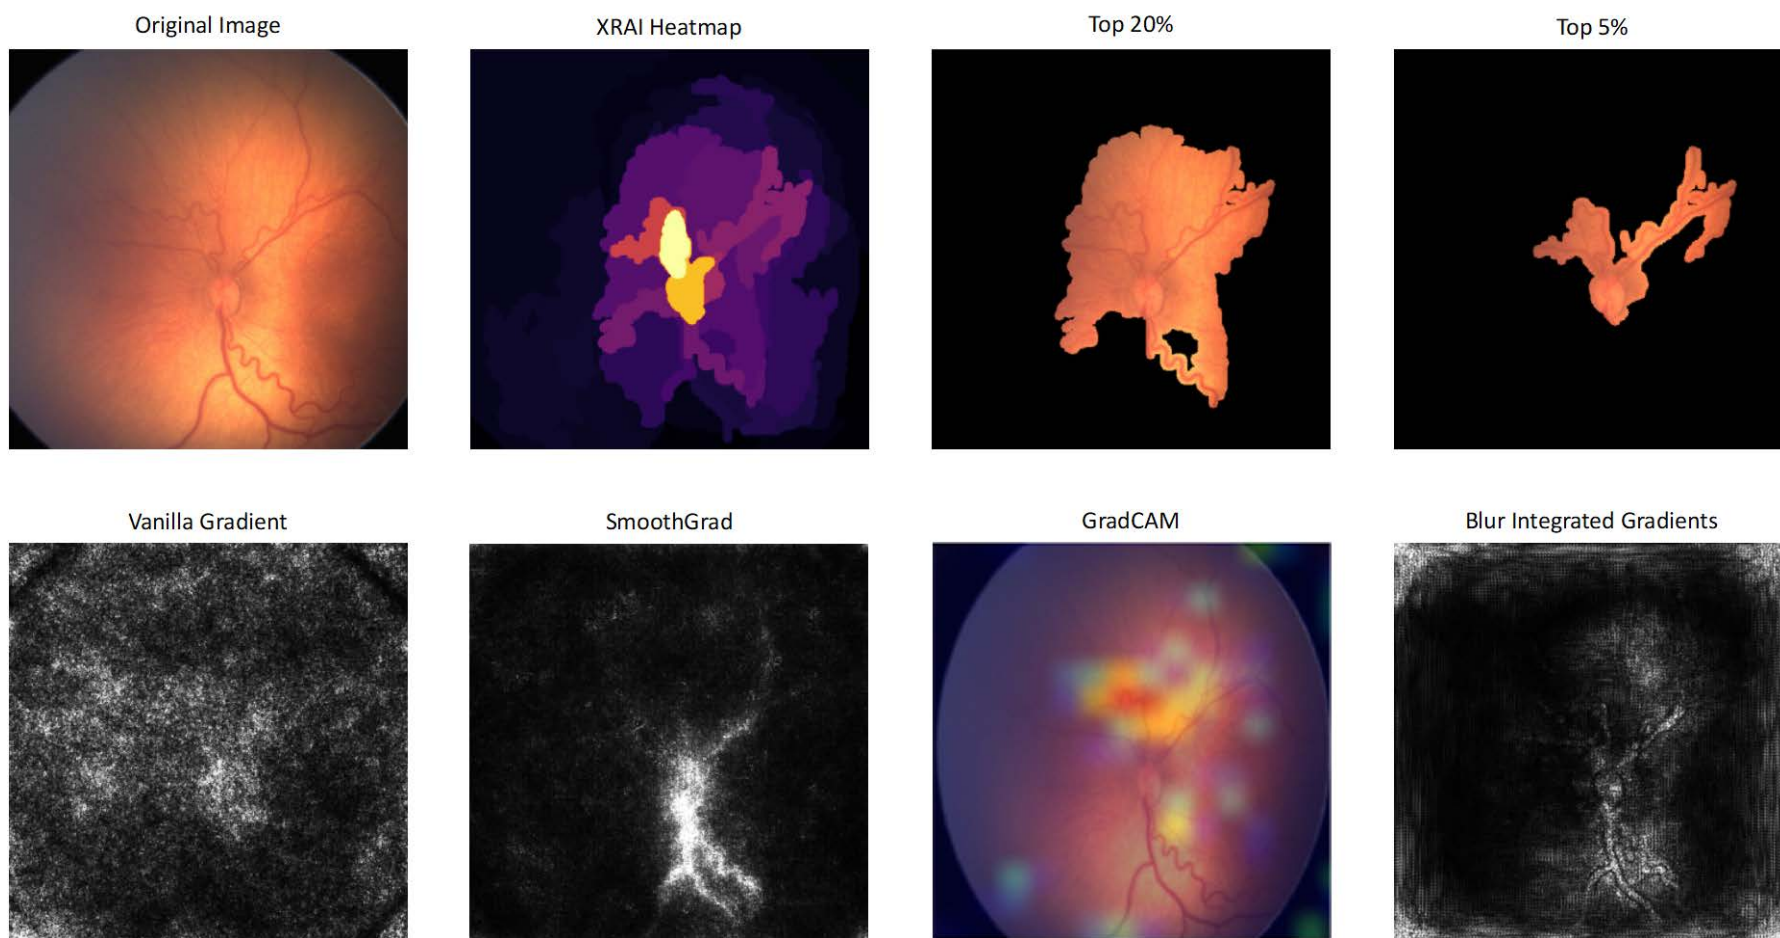 Original Image
XRAI Heatmap
Top 20%
Top 5%
Vanilla Gradient
SmoothGrad
GradCAM
Blur Integrated Gradients